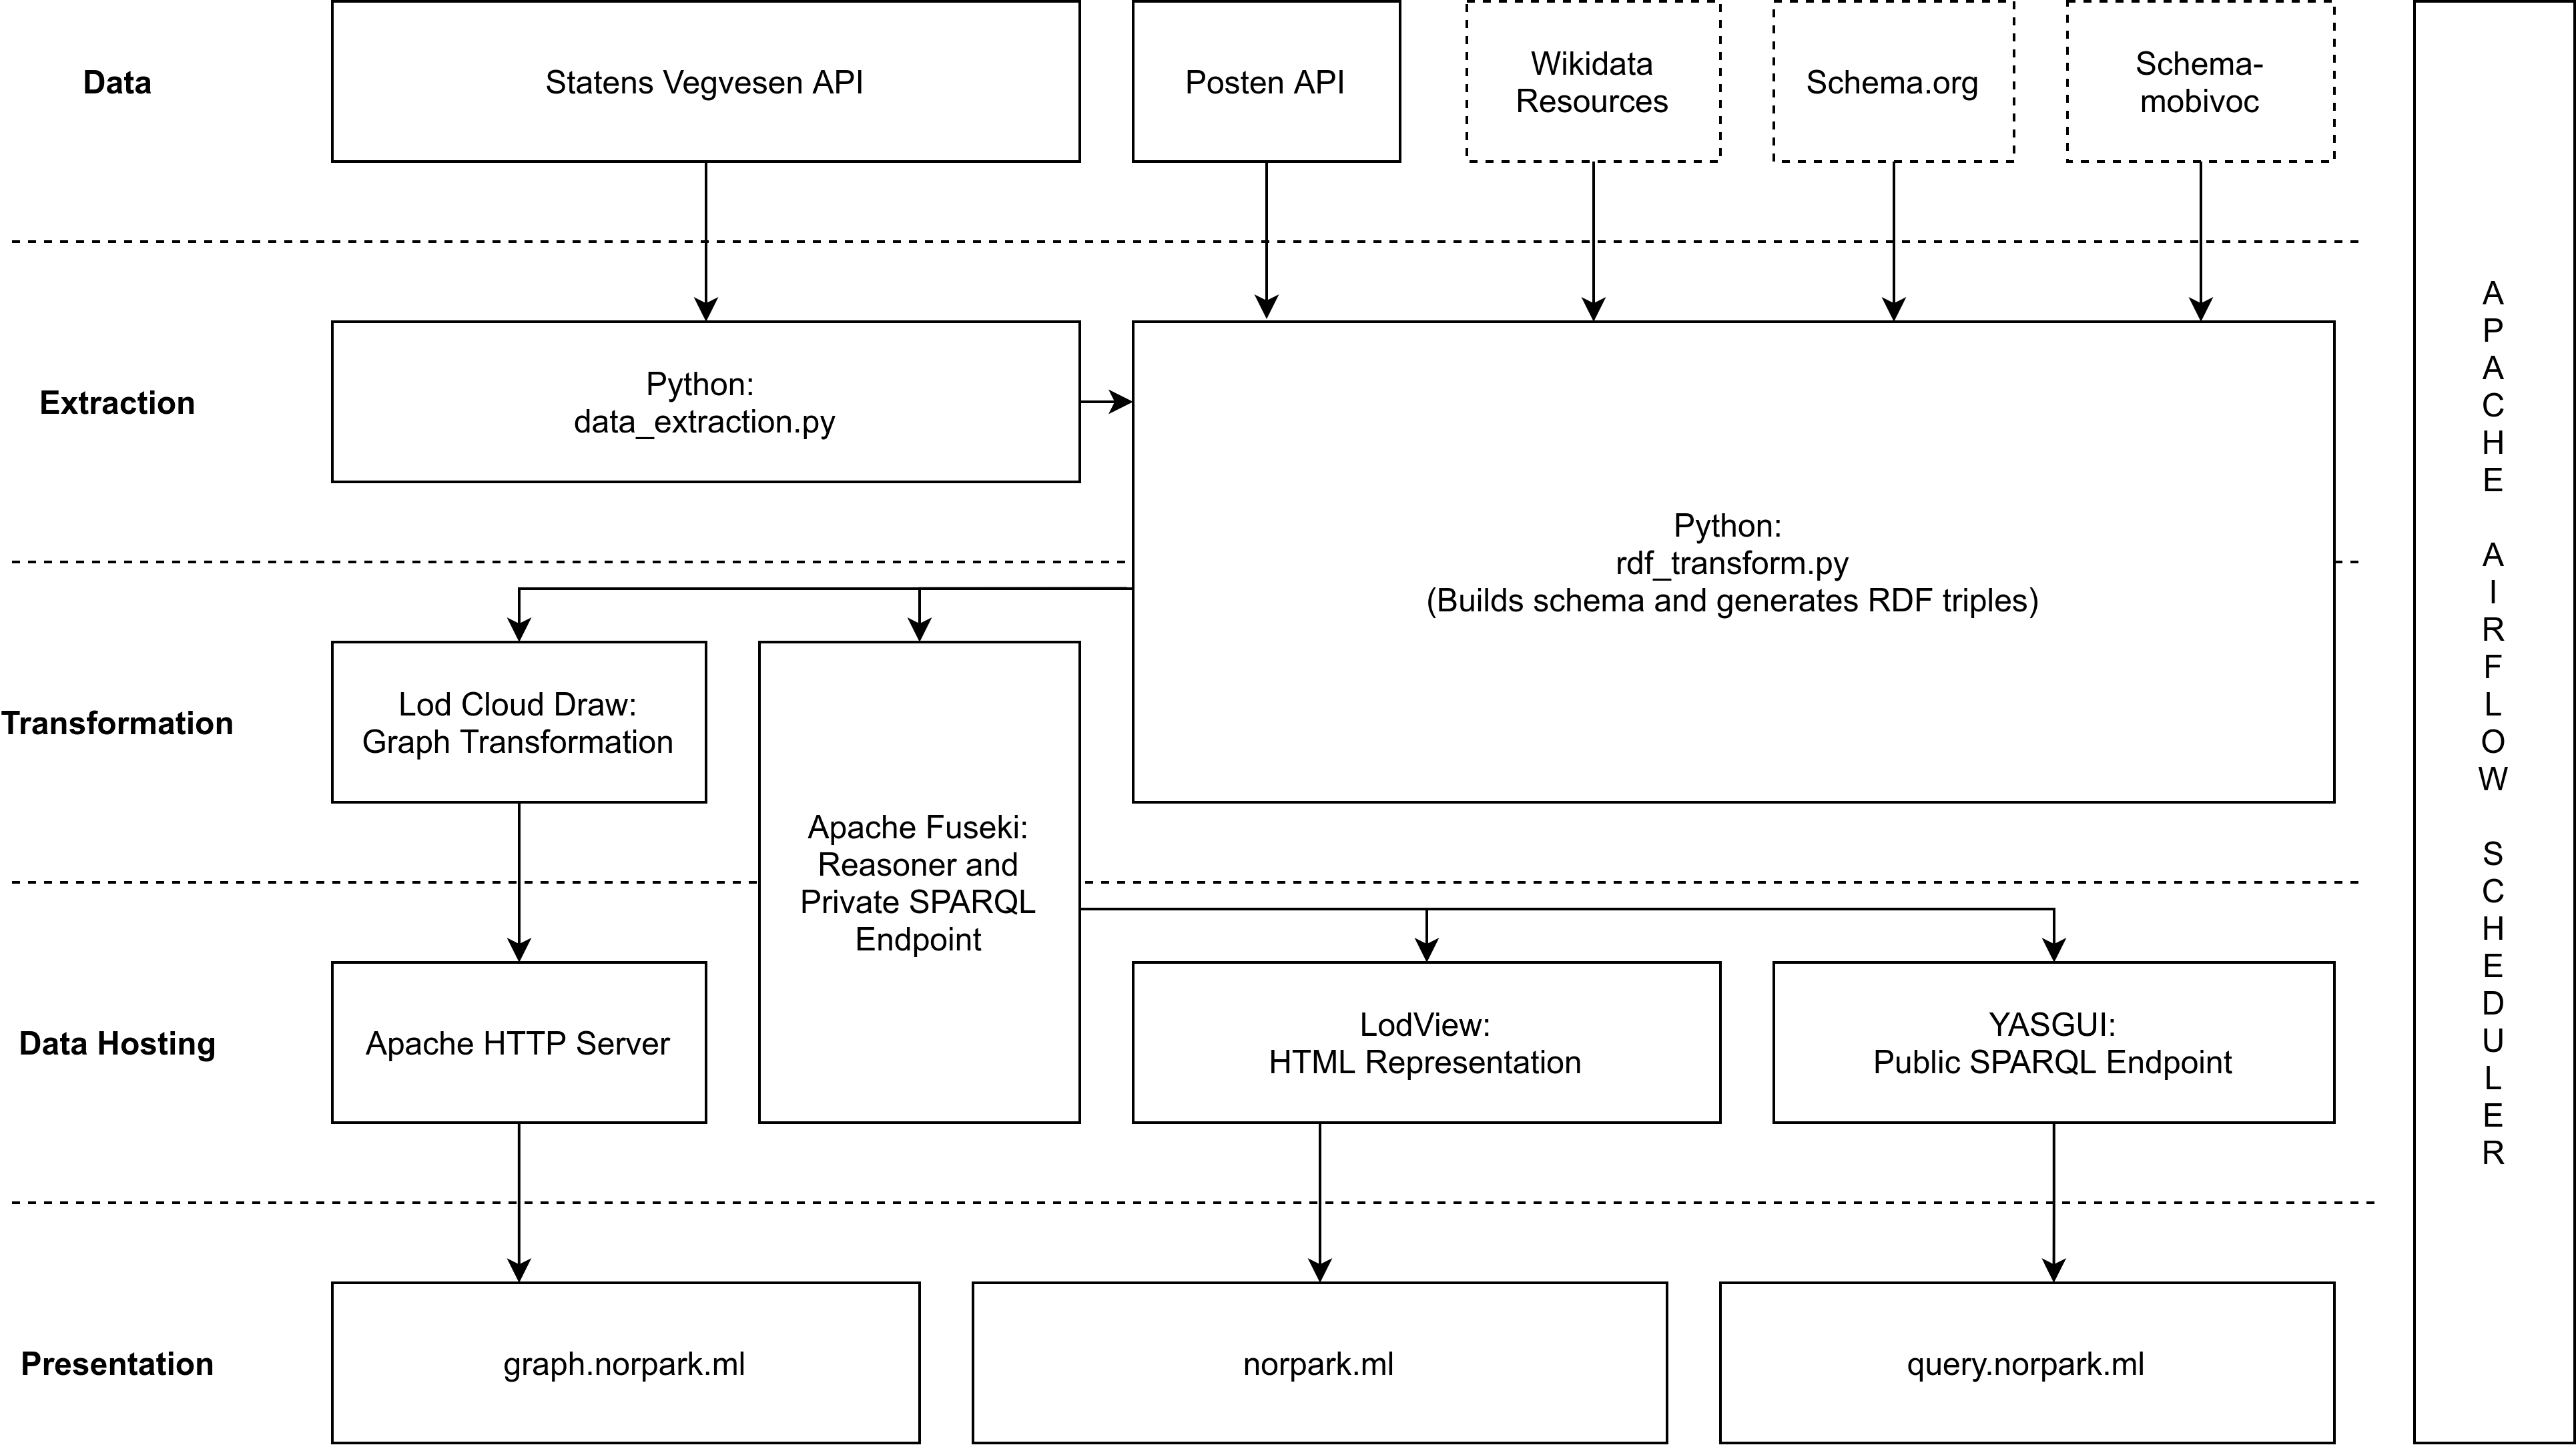 Data
Statens Vegvesen API
Posten API
Wikidata
Resources
Schema.org
Schema-
mobivoc
Extraction
Python:
data_extraction.py
Python:
rdf_transform.py
(Builds schema and generates RDF triples)
Transformation
Lod Cloud Draw:
Graph Transformation
Apache Fuseki:
Reasoner and
Private SPARQL
Endpoint
Data Hosting
Apache HTTP Server
LodView:
HTML Representation
YASGUI:
Public SPARQL Endpoint
Presentation
graph.norpark.ml
norpark.ml
query.norpark.ml
APACHE AIRFLOW SCHEDULER